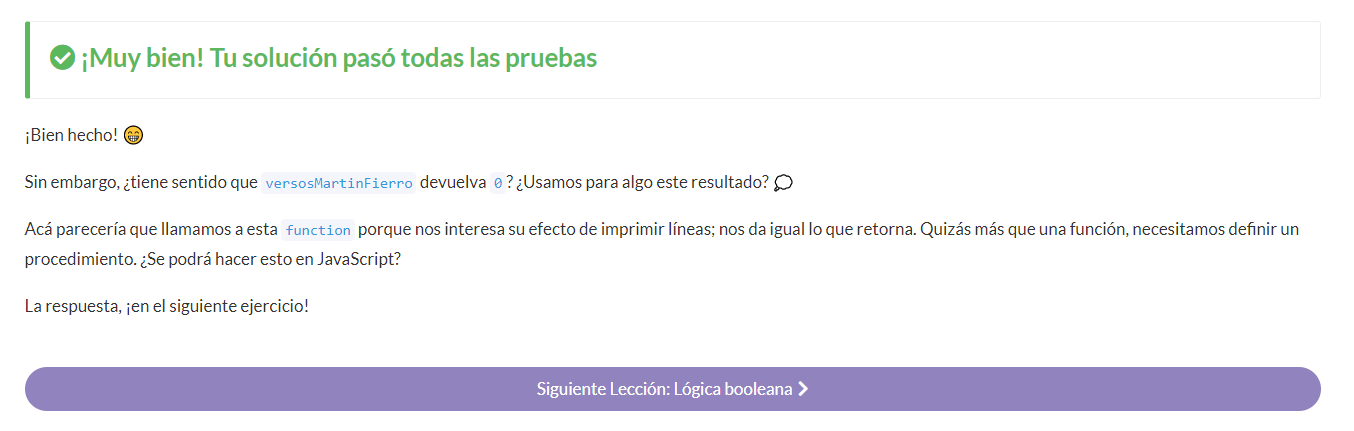 ¡Muy bien! Tu solución pasó todas las pruebas
¡Bien hecho! 😁
Sin embargo, ¿tiene sentido que versosMartinFierro devuelva 0? ¿Usamos para algo este resultado? 💭
Acá parecería que llamamos a esta function porque nos interesa su efecto de imprimir líneas; nos da igual lo que retorna. Quizás más que una función, necesitamos definir un
procedimiento. ¿Se podrá hacer esto en JavaScript?
La respuesta, ¡en el siguiente ejercicio!
Siguiente Lección: Lógica booleana